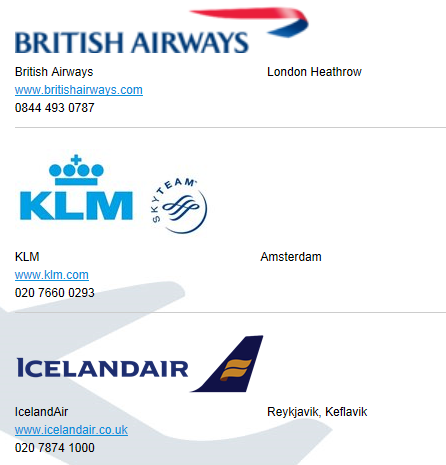 BRITISH AIRWAYS
British Airways London Heathrow
www.britishairways.com
0844 493 0787
KLM SKYTEAM
KLM Amsterdam
www.klm.com
020 7660 0293
ICELANDAIR
IcelandAir Reykjavik, Keflavik
www.icelandair.co.uk
020 7874 1000